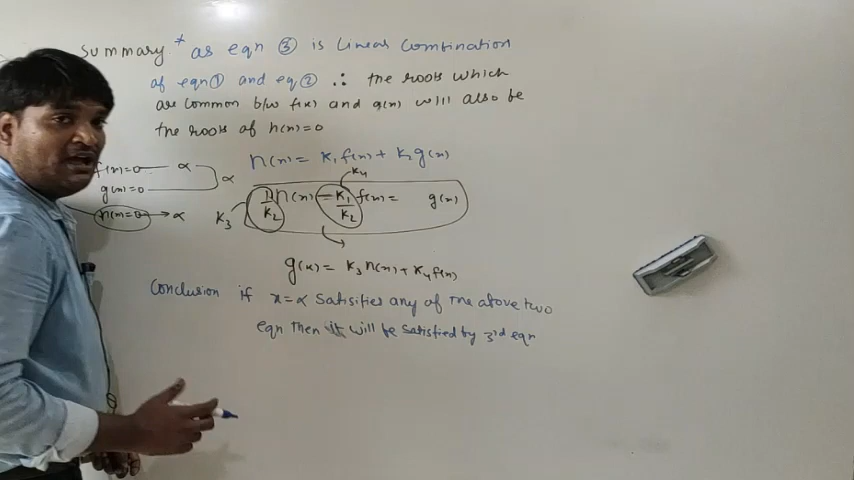 Summary * as eqn ③ is Linear Combination
of eqn① and eq② ∴ the roots which
are common b/w f(x) and g(x) will also be
the roots of h(x)=0
f(x)=0 — α
g(x)=0 — α
h(x)=0 → α
h(x) = K₁f(x) + K₂g(x)
K₄
K₃ 1/K₂ h(x) - K₁/K₂ f(x) = g(x)
g(x) = K₃h(x) + K₄f(x)
Conclusion if x=α Satisfies any of the above two
eqn then it will be satisfied by 3rd eqn